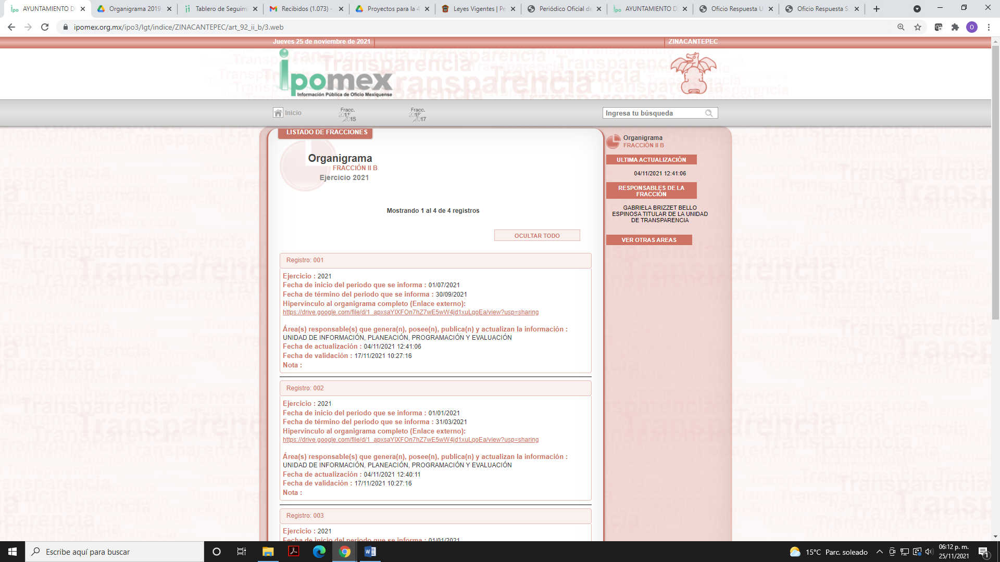 AYUNTAMIENTO D
Organigrama 2019-
Tablero de Seguimi
Recibidos (1.073) -
Proyectos para la 4
Leyes Vigentes | Pe
Periódico Oficial de
AYUNTAMIENTO D
Oficio Respuesta U
Oficio Respuesta S
ipomex.org.mx/ipo3/lgt/indice/ZINACANTEPEC/art_92_ii_b/3.web
O
Jueves 25 de noviembre de 2021
ZINACANTEPEC
Transparencia
ipomex
Información Pública de Oficio Mexiquense
Inicio
Fracc.
2011
2015
Fracc.
2017
Ingresa tu búsqueda
LISTADO DE FRACCIONES
Organigrama
FRACCIÓN II B
Ejercicio 2021
Mostrando 1 al 4 de 4 registros
OCULTAR TODO
Registro: 001
Ejercicio : 2021
Fecha de inicio del periodo que se informa : 01/07/2021
Fecha de término del periodo que se informa : 30/09/2021
Hipervínculo al organigrama completo (Enlace externo):
https://drive.google.com/file/d/1_apxsaYlXFOn7hZ7wE5wW4jd1xuLqoEa/view?usp=sharing
Área(s) responsable(s) que genera(n), posee(n), publica(n) y actualizan la información :
UNIDAD DE INFORMACIÓN, PLANEACIÓN, PROGRAMACIÓN Y EVALUACIÓN
Fecha de actualización : 04/11/2021 12:41:06
Fecha de validación : 17/11/2021 10:27:16
Nota :
Registro: 002
Ejercicio : 2021
Fecha de inicio del periodo que se informa : 01/01/2021
Fecha de término del periodo que se informa : 31/03/2021
Hipervínculo al organigrama completo (Enlace externo):
https://drive.google.com/file/d/1_apxsaYlXFOn7hZ7wE5wW4jd1xuLqoEa/view?usp=sharing
Área(s) responsable(s) que genera(n), posee(n), publica(n) y actualizan la información :
UNIDAD DE INFORMACIÓN, PLANEACIÓN, PROGRAMACIÓN Y EVALUACIÓN
Fecha de actualización : 04/11/2021 12:40:11
Fecha de validación : 17/11/2021 10:27:16
Nota :
Registro: 003
Ejercicio : 2021
Fecha de inicio del periodo que se informa : 01/01/2021
Organigrama
FRACCIÓN II B
ULTIMA ACTUALIZACIÓN
04/11/2021 12:41:06
RESPONSABLES DE LA
FRACCIÓN
GABRIELA BRIZZET BELLO
ESPINOSA TITULAR DE LA UNIDAD
DE TRANSPARENCIA
VER OTRAS AREAS
Escribe aquí para buscar
15°C Parc. soleado
06:12 p. m.
25/11/2021
1